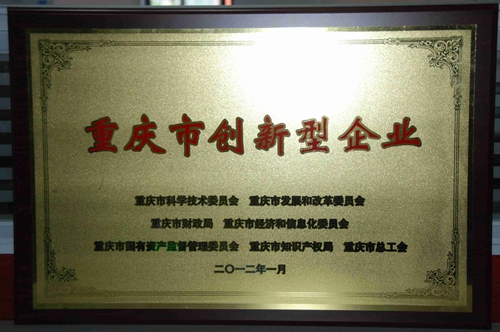 重庆市创新型企业
重庆市科学技术委员会 重庆市发展和改革委员会
重庆市财政局 重庆市经济和信息化委员会
重庆市国有资产监督管理委员会 重庆市知识产权局 重庆市总工会
二〇一二年一月